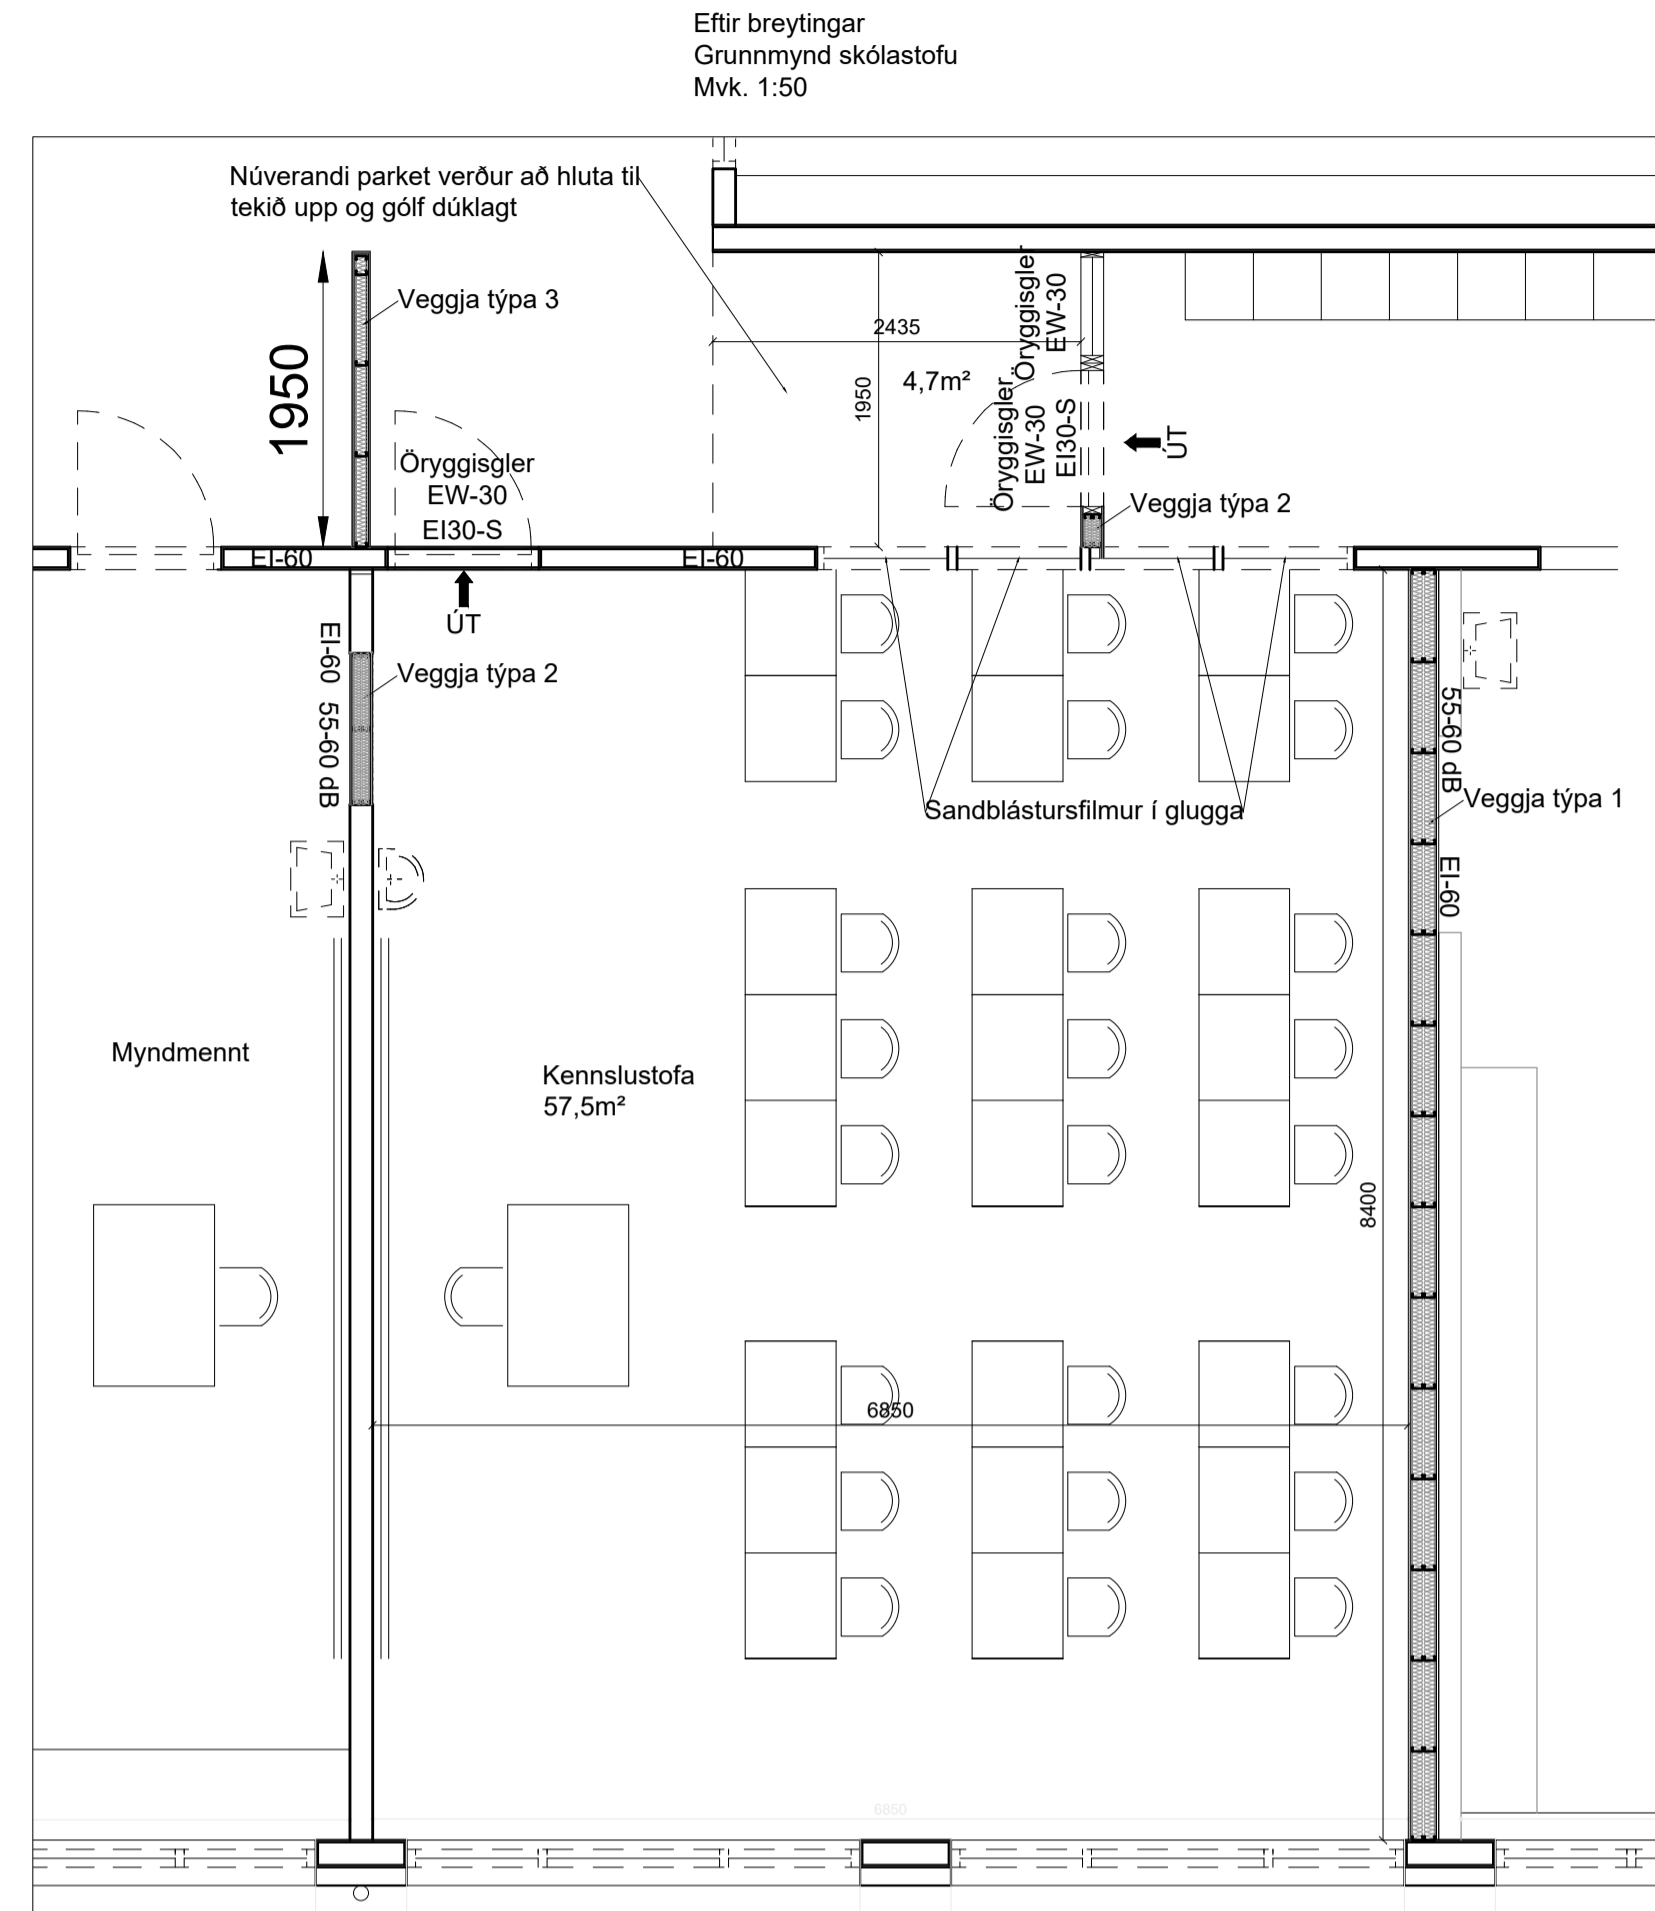 Eftir breytingar
Grunnmynd skólastofu
Mvk. 1:50
Núverandi parket verður að hluta til
tekið upp og gólf dúklagt
Veggja týpa 3
1950
Öryggisgler
EW-30
EI30-S
2435
1950
4,7m²
Öryggisgler
EW-30
Öryggisgler
EW-30
EI30-S
ÚT
Veggja týpa 2
EI-60
EI-60
ÚT
EI-60 55-60 dB
Veggja týpa 2
Sandblástursfilmur í glugga
55-60 dB
Veggja týpa 1
EI-60
Myndmennt
Kennslustofa
57,5m²
8400
6850
6850